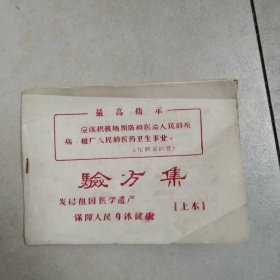 最高指示
应该积极地预防和医治人民的疾
病，推广人民的医药卫生事业。
驗方集
发掃祖国医学遗产
保障人民身体健康
〔上本〕